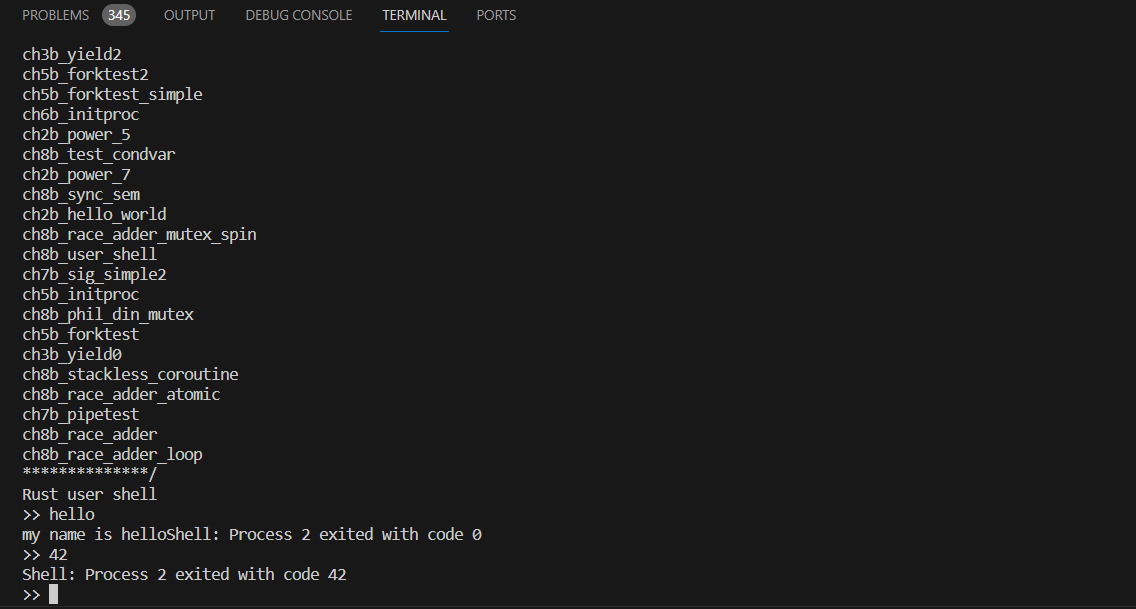 PROBLEMS 345 OUTPUT DEBUG CONSOLE TERMINAL PORTS
ch3b_yield2
ch5b_forktest2
ch5b_forktest_simple
ch6b_initproc
ch2b_power_5
ch8b_test_condvar
ch2b_power_7
ch8b_sync_sem
ch2b_hello_world
ch8b_race_adder_mutex_spin
ch8b_user_shell
ch7b_sig_simple2
ch5b_initproc
ch8b_phil_din_mutex
ch5b_forktest
ch3b_yield0
ch8b_stackless_coroutine
ch8b_race_adder_atomic
ch7b_pipetest
ch8b_race_adder
ch8b_race_adder_loop
**************/
Rust user shell
>> hello
my name is helloShell: Process 2 exited with code 0
>> 42
Shell: Process 2 exited with code 42
>>